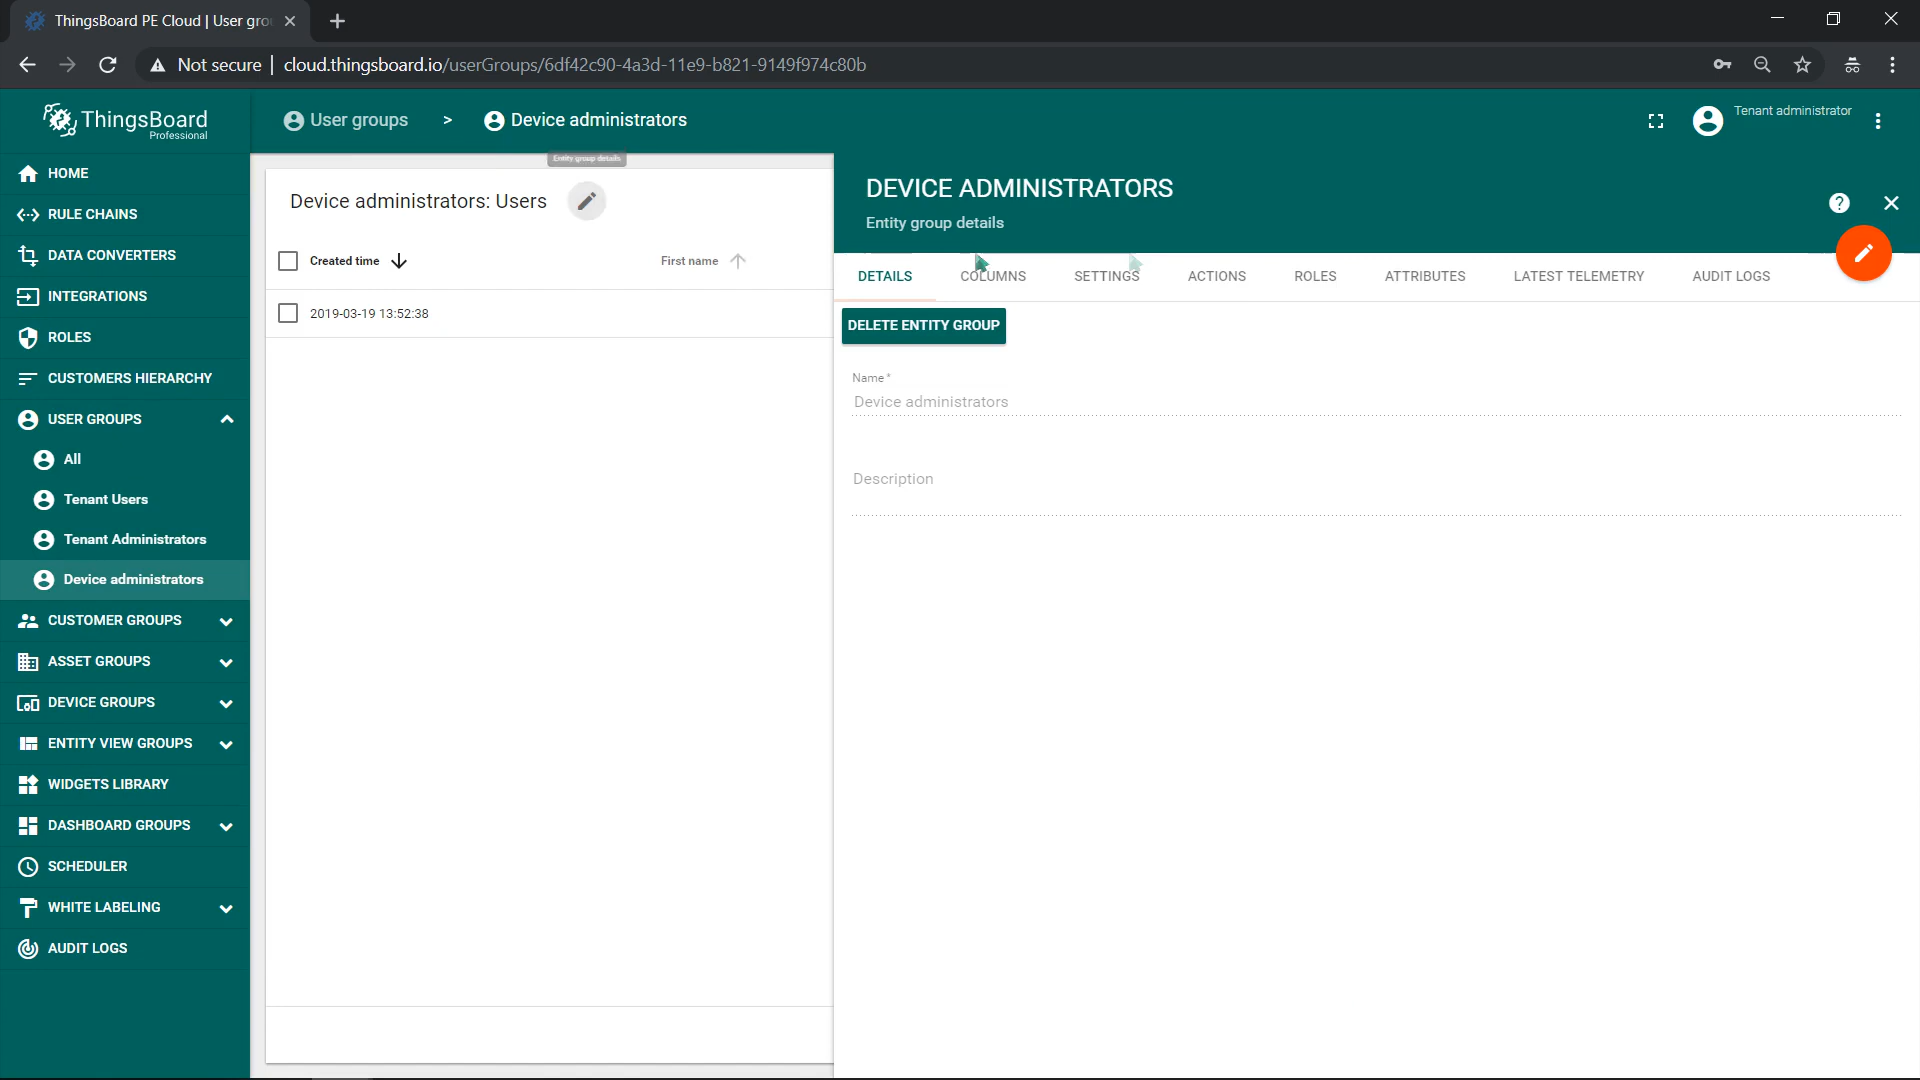 ThingsBoard PE Cloud | User gro
Not secure | cloud.thingsboard.io/userGroups/6df42c90-4a3d-11e9-b821-9149f974c80b
ThingsBoard
Professional
User groups > Device administrators
Tenant administrator
HOME
RULE CHAINS
DATA CONVERTERS
INTEGRATIONS
ROLES
CUSTOMERS HIERARCHY
USER GROUPS
All
Tenant Users
Tenant Administrators
Device administrators
CUSTOMER GROUPS
ASSET GROUPS
DEVICE GROUPS
ENTITY VIEW GROUPS
WIDGETS LIBRARY
DASHBOARD GROUPS
SCHEDULER
WHITE LABELING
AUDIT LOGS
Entity group details
Device administrators: Users
Created time First name
2019-03-19 13:52:38
DEVICE ADMINISTRATORS
Entity group details
DETAILS COLUMNS SETTINGS ACTIONS ROLES ATTRIBUTES LATEST TELEMETRY AUDIT LOGS
DELETE ENTITY GROUP
Name *
Device administrators
Description